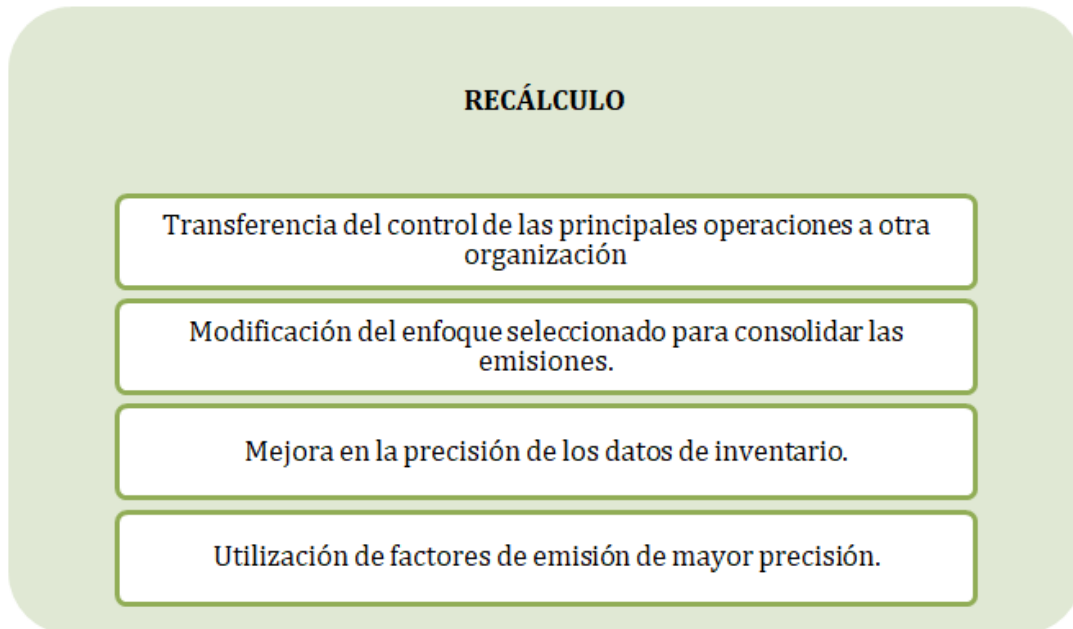 RECÁLCULO
Transferencia del control de las principales operaciones a otra
organización
Modificación del enfoque seleccionado para consolidar las
emisiones.
Mejora en la precisión de los datos de inventario.
Utilización de factores de emisión de mayor precisión.